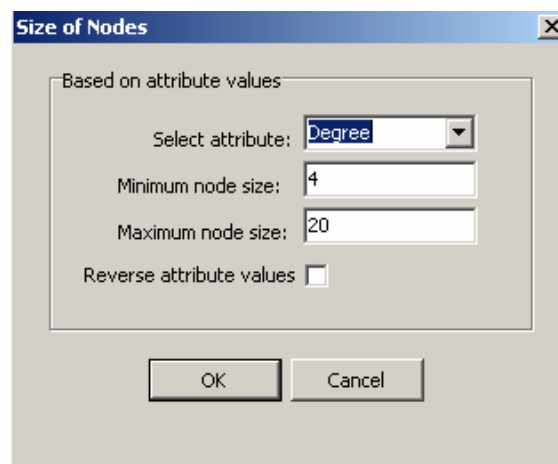 Size of Nodes
Based on attribute values
Select attribute: Degree
Minimum node size: 4
Maximum node size: 20
Reverse attribute values
OK Cancel